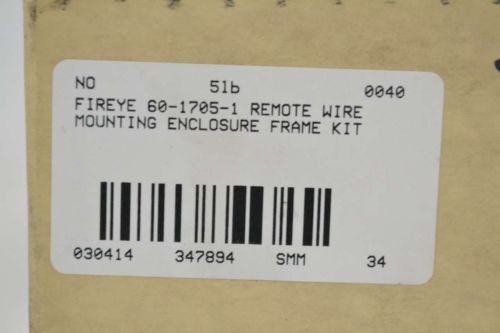 NO 51b 0040
FIREYE 60-1705-1 REMOTE WIRE
MOUNTING ENCLOSURE FRAME KIT
030414 347894 SMM 34